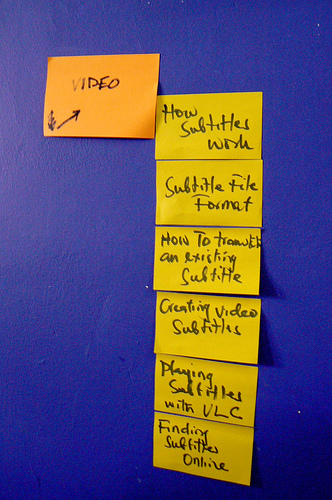 VIDEO
How
Subtitles
work
Subtitle File
Format
How To translate
an existing
Subtitle
Creating video
Subtitles
Playing
Subtitles
with VLC
Finding
Subtitles
Online